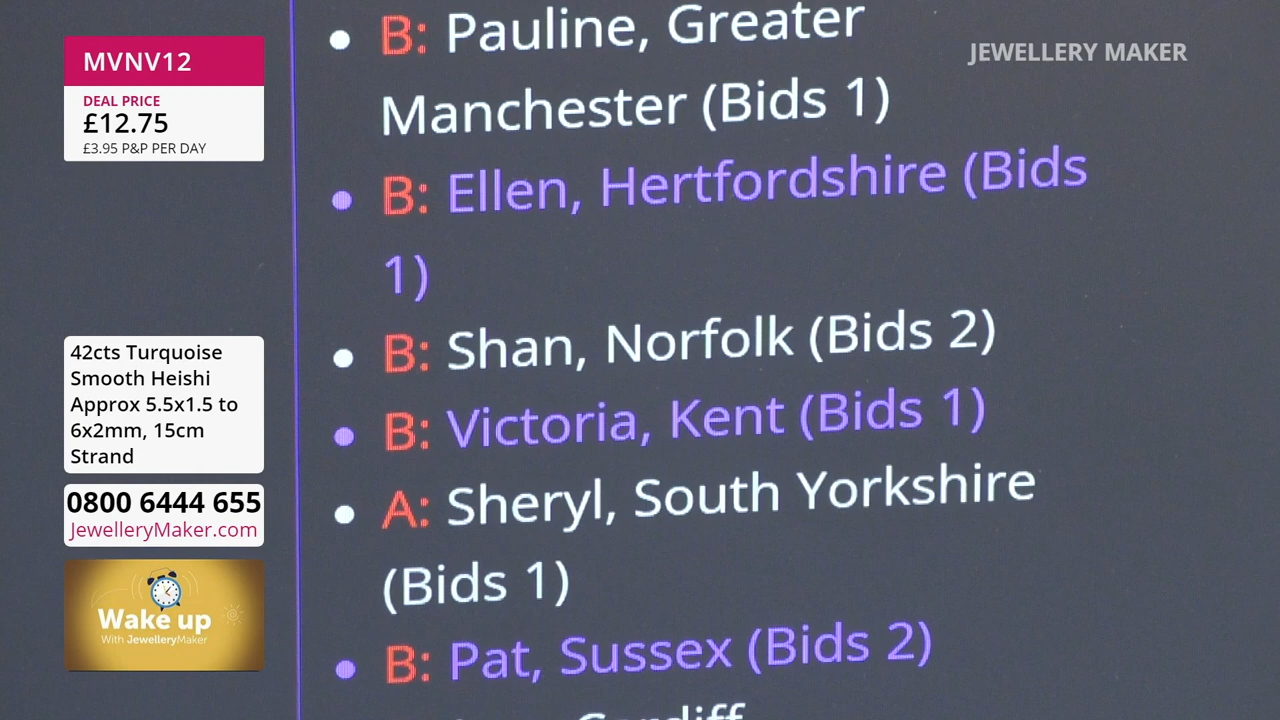 MVNV12
DEAL PRICE
£12.75
£3.95 P&P PER DAY
42cts Turquoise
Smooth Heishi
Approx 5.5x1.5 to
6x2mm, 15cm
Strand
0800 6444 655
JewelleryMaker.com
Wake up
With JewelleryMaker
JEWELLERY MAKER
• B: Pauline, Greater
Manchester (Bids 1)
• B: Ellen, Hertfordshire (Bids
1)
• B: Shan, Norfolk (Bids 2)
• B: Victoria, Kent (Bids 1)
• A: Sheryl, South Yorkshire
(Bids 1)
• B: Pat, Sussex (Bids 2)
Cardiff